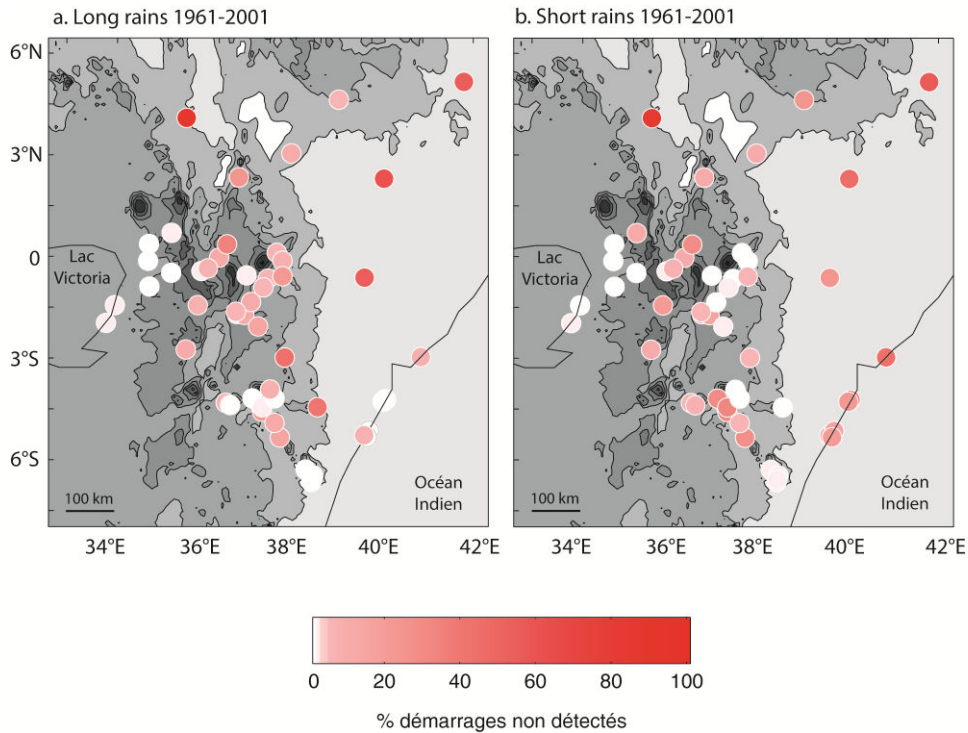 a. Long rains 1961-2001
b. Short rains 1961-2001
6°N
3°N
0
3°S
6°S
Lac
Victoria
Lac
Victoria
100 km
100 km
Océan
Indien
Océan
Indien
34°E 36°E 38°E 40°E 42°E
34°E 36°E 38°E 40°E 42°E
0 20 40 60 80 100
% démarrages non détectés